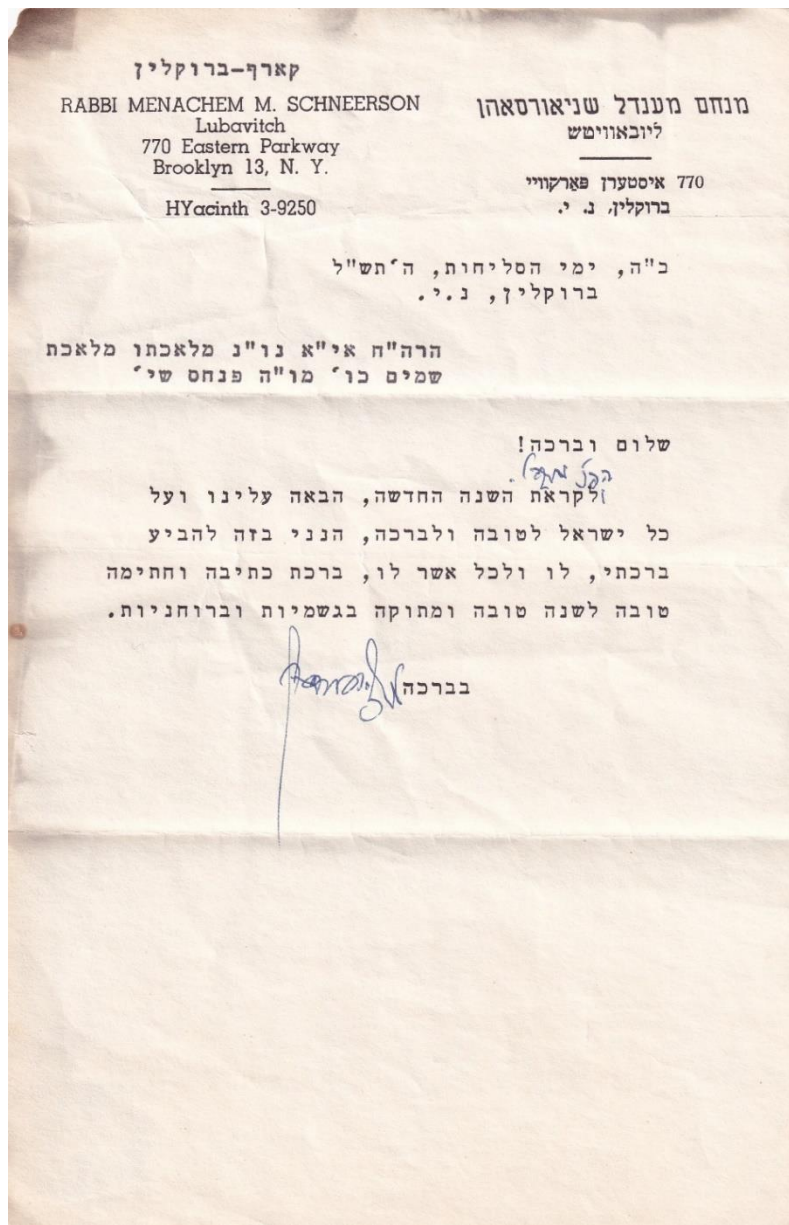 קארף-ברוקלין
RABBI MENACHEM M. SCHNEERSON
Lubavitch
770 Eastern Parkway
Brooklyn 13, N. Y.
HYacinth 3-9250
מנחם מענדל שניאורסאהן
ליובאוויטש
770 איסטערן פארקוויי
ברוקלין, נ. י.
ב"ה, ימי הסליחות, ה'תש"ל
ברוקלין, נ.י.
הרה"ח אי"א נו"נ מלאכתו מלאכת
שמים כו' מו"ה פנחס שי'
שלום וברכה!
ולקראת השנה החדשה, הבאה עלינו ועל
כל ישראל לטובה ולברכה, הנני בזה להביע
ברכתי, לו ולכל אשר לו, ברכת כתיבה וחתימה
טובה לשנה טובה ומתוקה בגשמיות וברוחניות.
בברכה